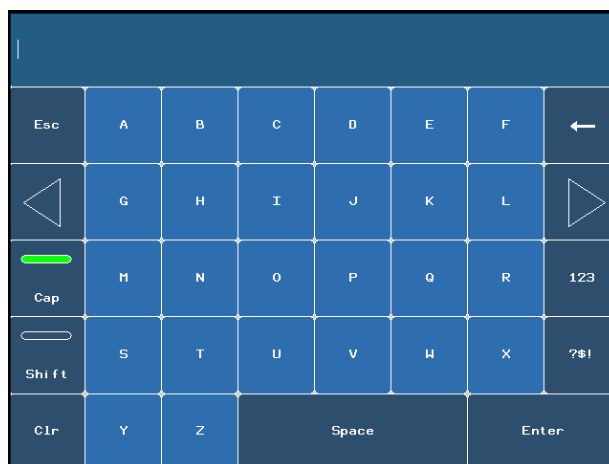 Esc A B C D E F
G H I J K L
Cap M N O P Q R 123
Shift S T U V W X ?$!
Clr Y Z Space Enter